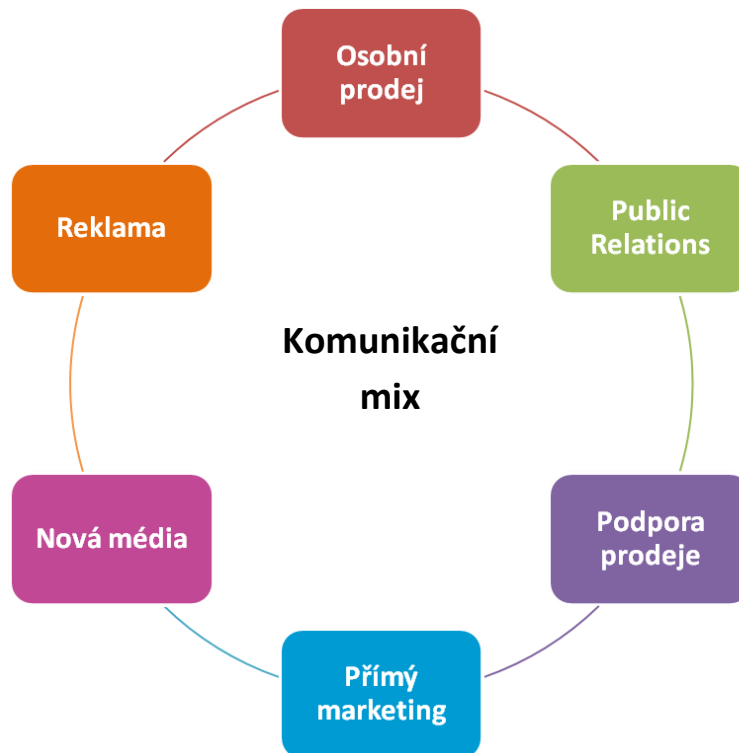 Osobní
prodej
Public
Relations
Podpora
prodeje
Přímý
marketing
Nová média
Reklama
Komunikační
mix